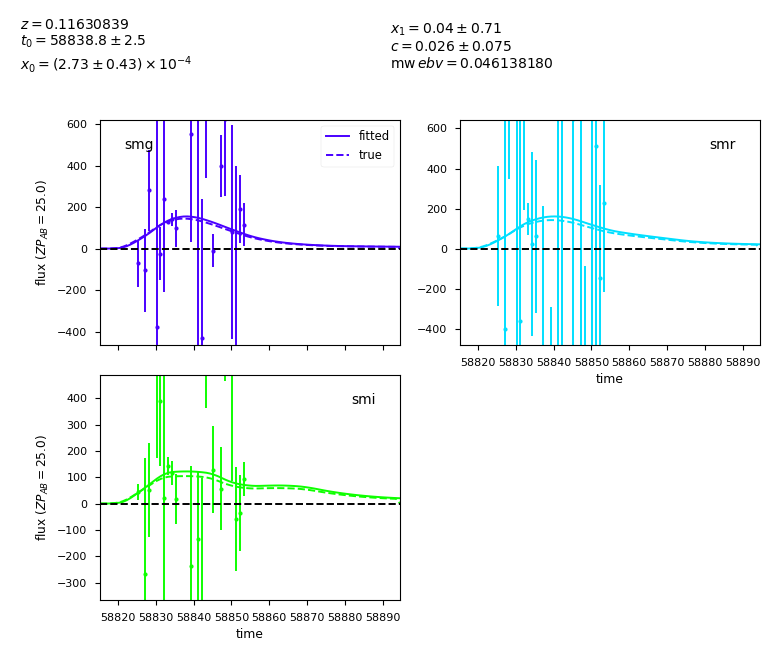 z = 0.11630839
t₀ = 58838.8 ± 2.5
x₀ = (2.73 ± 0.43) × 10⁻⁴
x₁ = 0.04 ± 0.71
c = 0.026 ± 0.075
mw ebv = 0.046138180
smg
fitted
true
600
400
200
0
−200
−400
flux (ZP_AB = 25.0)
smr
600
400
200
0
−200
−400
58820 58830 58840 58850 58860 58870 58880 58890
time
smi
400
300
200
100
0
−100
−200
−300
flux (ZP_AB = 25.0)
58820 58830 58840 58850 58860 58870 58880 58890
time